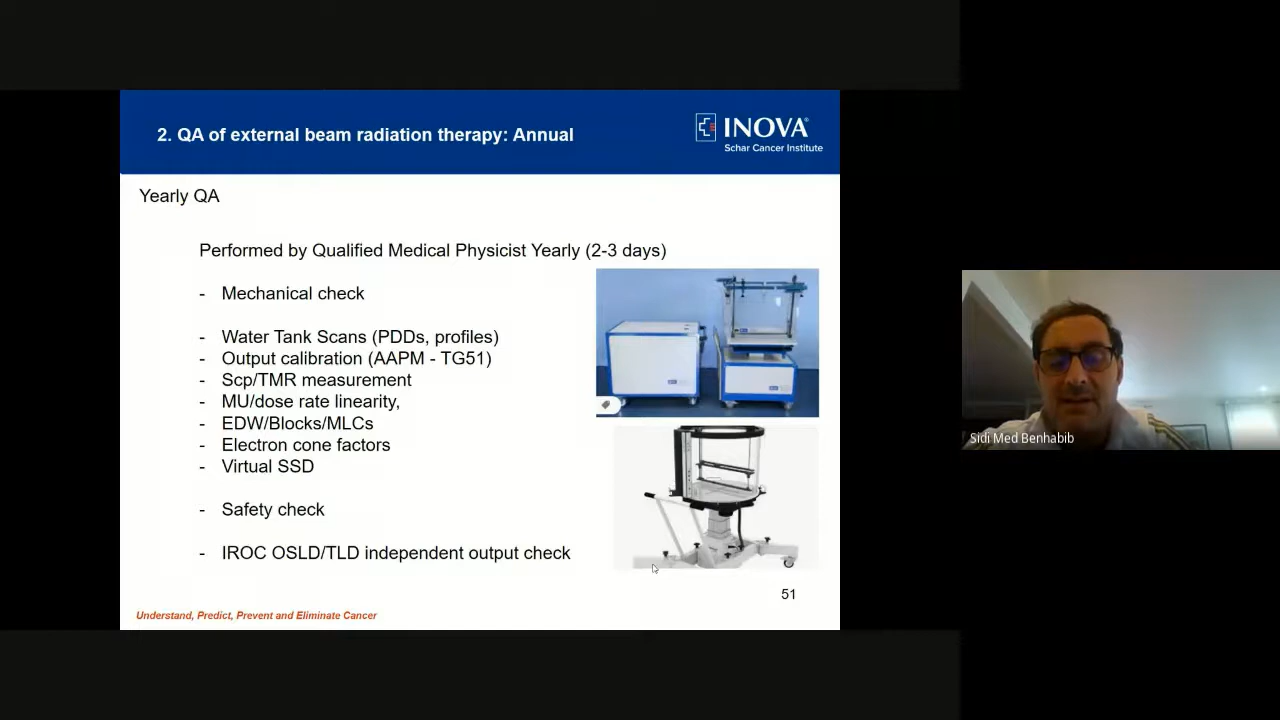 2. QA of external beam radiation therapy: Annual
INOVA
Schar Cancer Institute
Yearly QA
Performed by Qualified Medical Physicist Yearly (2-3 days)
- Mechanical check
- Water Tank Scans (PDDs, profiles)
- Output calibration (AAPM - TG51)
- Scp/TMR measurement
- MU/dose rate linearity,
- EDW/Blocks/MLCs
- Electron cone factors
- Virtual SSD
- Safety check
- IROC OSLD/TLD independent output check
51
Understand, Predict, Prevent and Eliminate Cancer
Sidi Med Benhabib